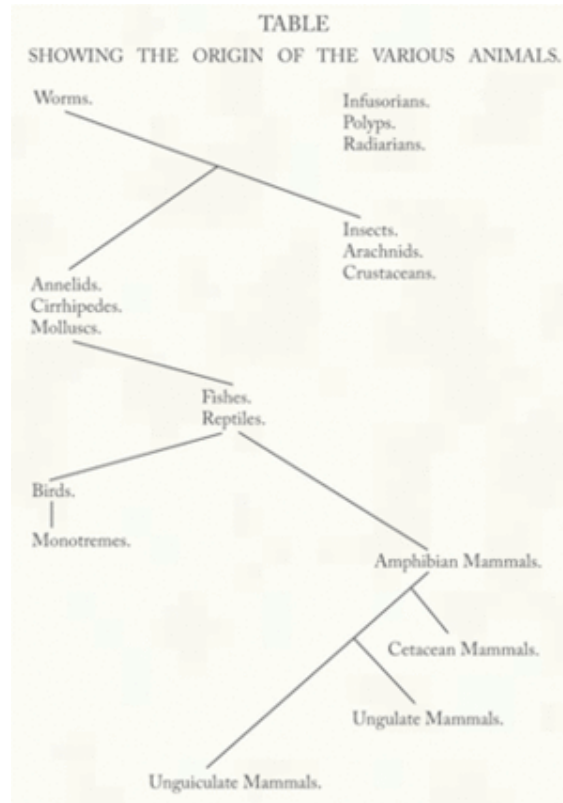 TABLE
SHOWING THE ORIGIN OF THE VARIOUS ANIMALS.
Worms.
Infusorians.
Polyps.
Radiarians.
Insects.
Arachnids.
Crustaceans.
Annelids.
Cirrhipedes.
Molluscs.
Fishes.
Reptiles.
Birds.
Monotremes.
Amphibian Mammals.
Cetacean Mammals.
Ungulate Mammals.
Unguiculate Mammals.